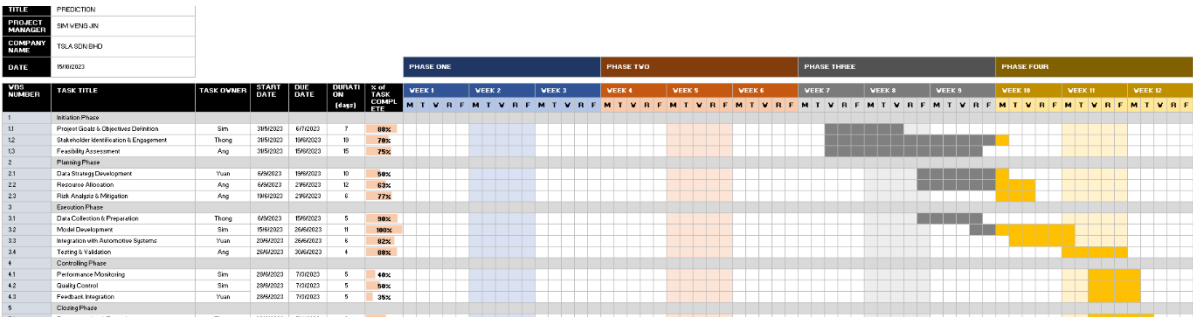 TITLE PREDICTION
PROJECT MANAGER SIM WENG JIN
COMPANY NAME TSLA SDN BHD
DATE 15/10/2023 PHASE ONE PHASE TWO PHASE THREE PHASE FOUR
WBS NUMBER TASK TITLE TASK OWNER START DATE DUE DATE DURATION (days) % of TASK COMPLETE WEEK 1 WEEK 2 WEEK 3 WEEK 4 WEEK 5 WEEK 6 WEEK 7 WEEK 8 WEEK 9 WEEK 10 WEEK 11 WEEK 12
M T W R F M T W R F M T W R F M T W R F M T W R F M T W R F M T W R F M T W R F M T W R F M T W R F M T W R F M T W R F
1 Initiation Phase
1.1 Project Goals & Objectives Definition Sim 31/5/2023 6/7/2023 7 80%
1.2 Stakeholder Identification & Engagement Thong 31/5/2023 19/6/2023 19 70%
1.3 Feasibility Assessment Ang 31/5/2023 15/6/2023 15 75%
2 Planning Phase
2.1 Data Strategy Development Yuan 6/9/2023 19/6/2023 10 50%
2.2 Resource Allocation Ang 6/9/2023 21/6/2023 12 63%
2.3 Risk Analysis & Mitigation Ang 19/6/2023 21/6/2023 6 77%
3 Execution Phase
3.1 Data Collection & Preparation Thong 6/9/2023 15/6/2023 5 90%
3.2 Model Development Sim 15/6/2023 26/6/2023 11 100%
3.3 Integration with Automotive Systems Yuan 20/6/2023 26/6/2023 6 82%
3.4 Testing & Validation Ang 26/6/2023 30/6/2023 4 80%
4 Controlling Phase
4.1 Performance Monitoring Sim 28/6/2023 7/3/2023 5 40%
4.2 Quality Control Sim 28/6/2023 7/3/2023 5 50%
4.3 Feedback Integration Yuan 28/6/2023 7/3/2023 5 35%
5 Closing Phase